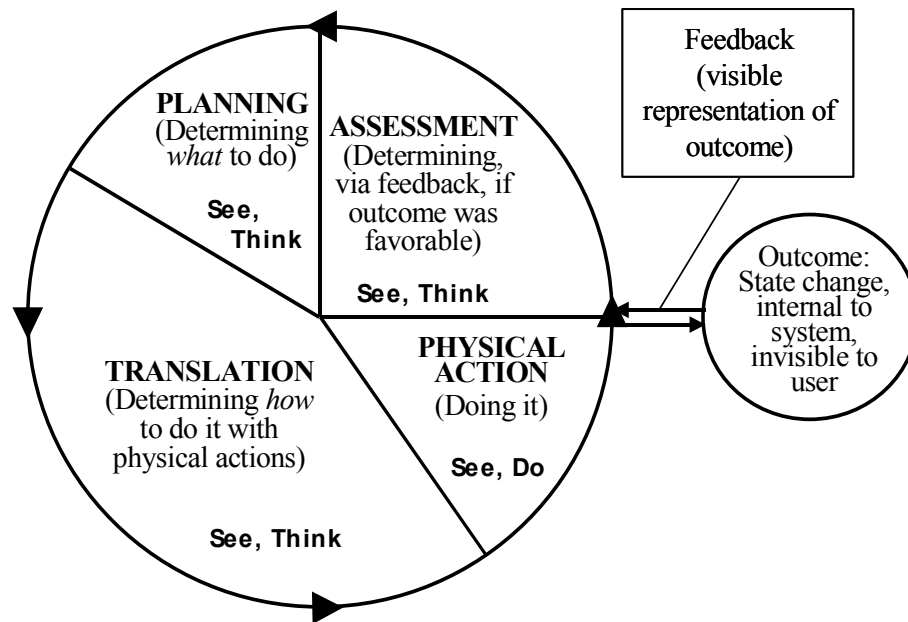 PLANNING
(Determining
what to do)
See,
Think
ASSESSMENT
(Determining,
via feedback, if
outcome was
favorable)
See, Think
Feedback
(visible
representation of
outcome)
Outcome:
State change,
internal to
system,
invisible to
user
TRANSLATION
(Determining how
to do it with
physical actions)
See, Think
PHYSICAL
ACTION
(Doing it)
See, Do